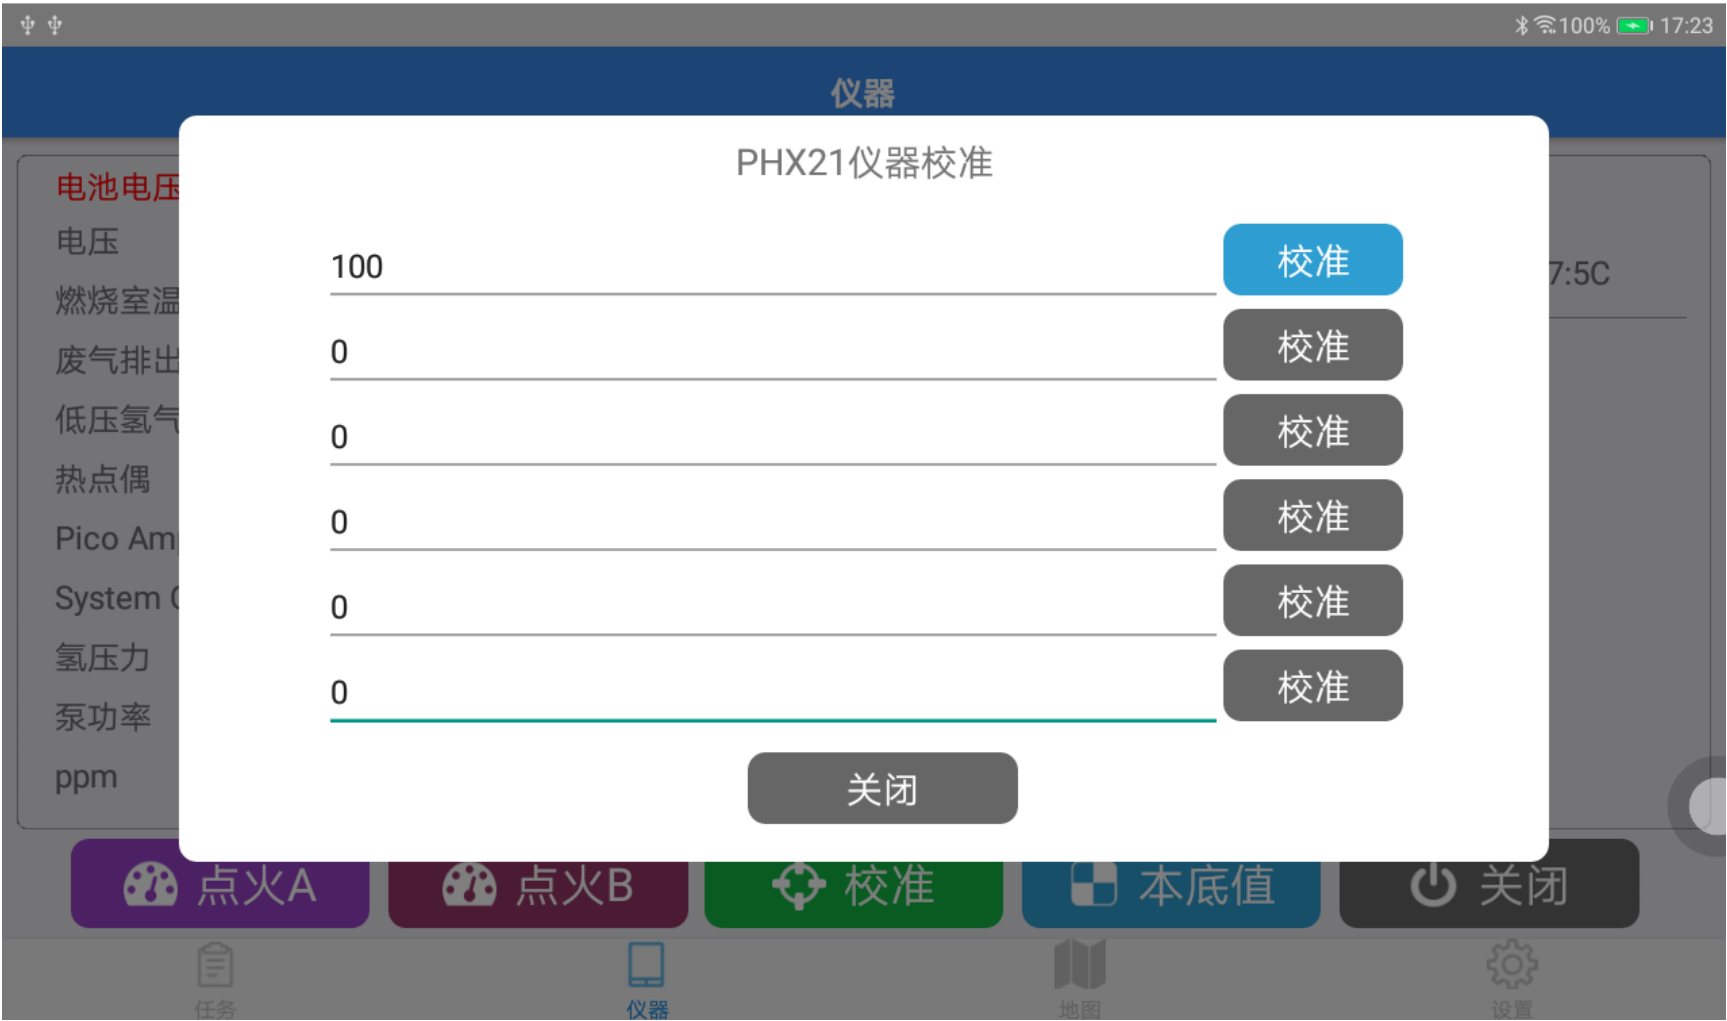 100% 17:23
仪器
PHX21仪器校准
电池电压
电压
燃烧室温
废气排出
低压氢气
热点偶
Pico Am
System
氢压力
泵功率
ppm
7:5C
100 校准
0 校准
0 校准
0 校准
0 校准
0 校准
关闭
点火A 点火B 校准 本底值 关闭
任务 仪器 地图 设置